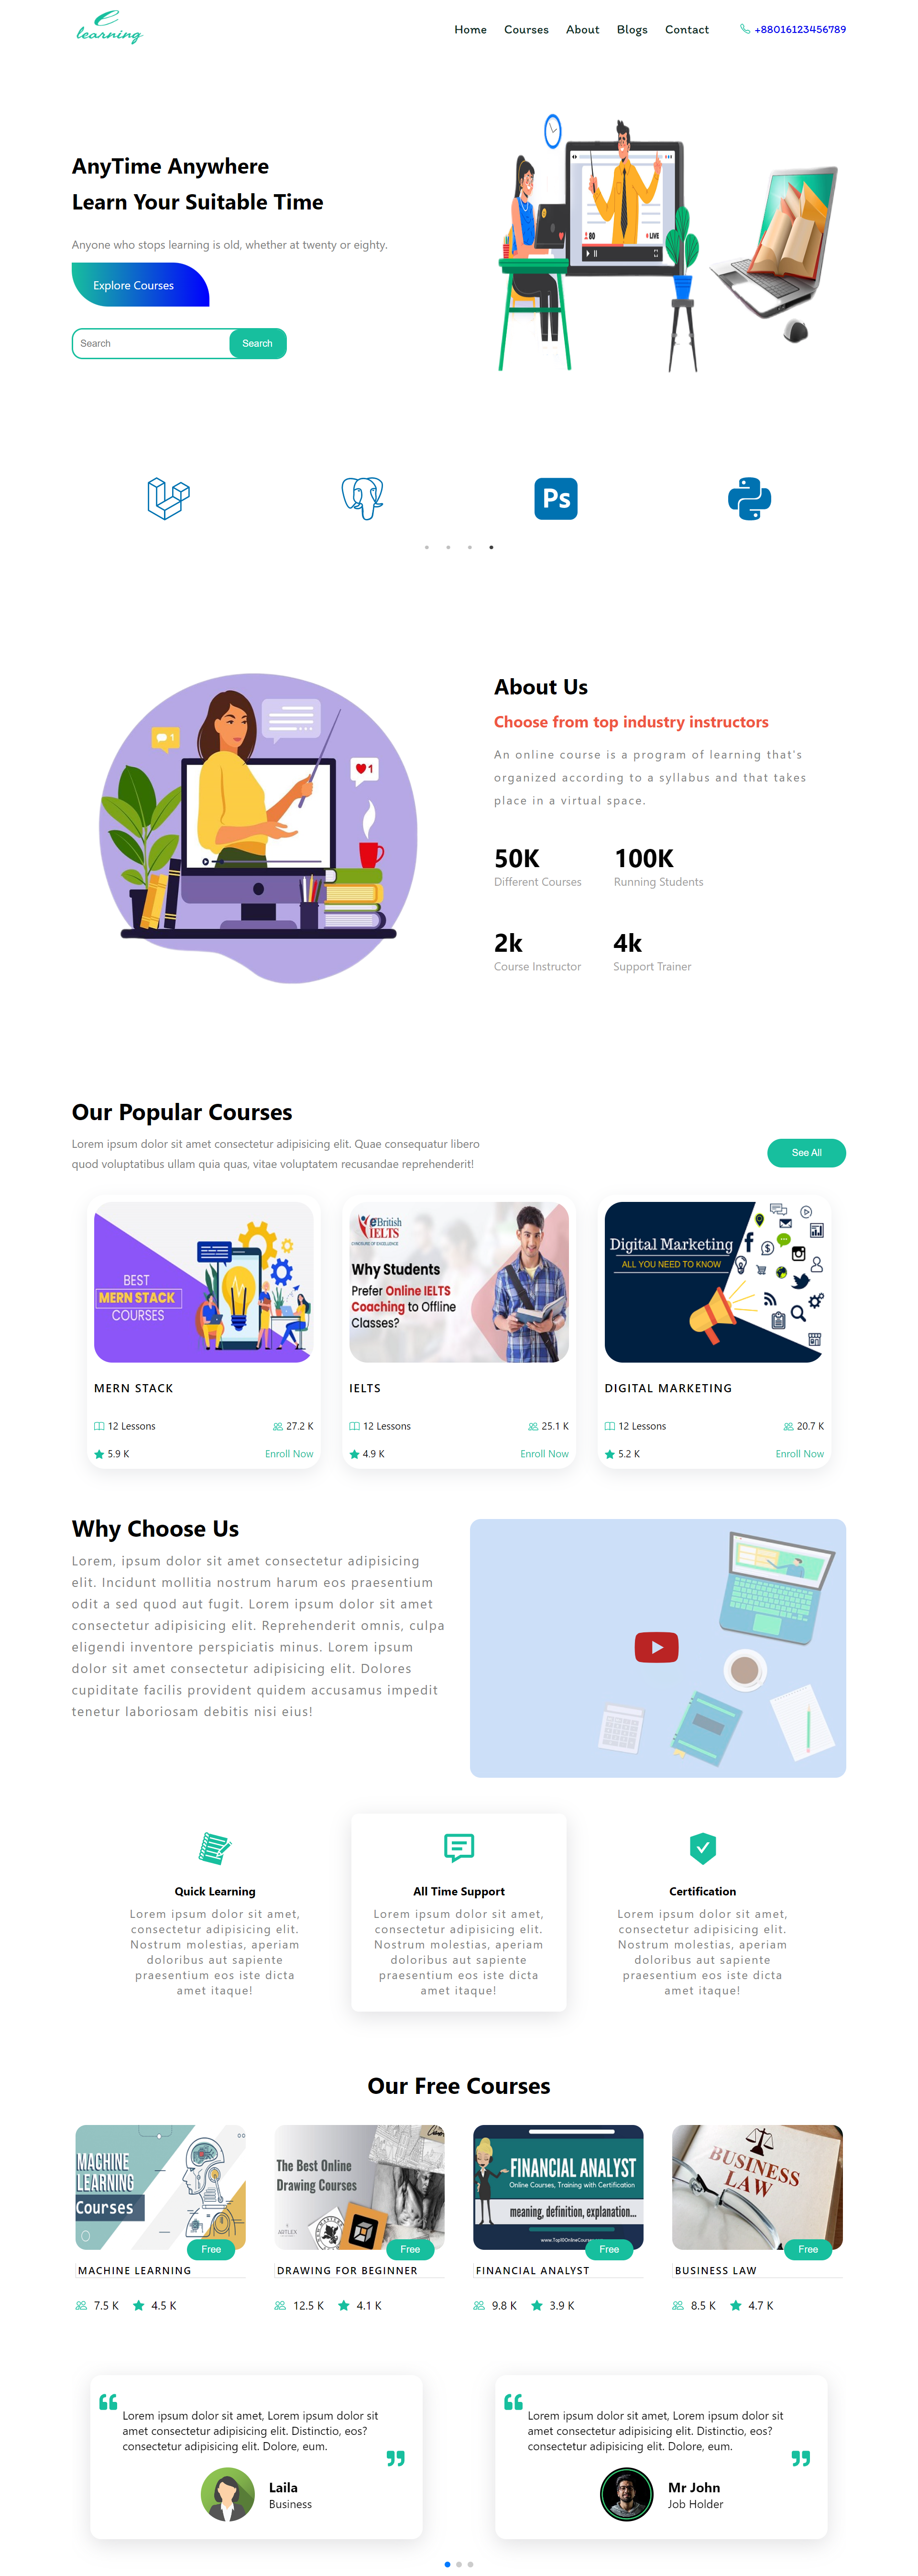 e
learning
Home Courses About Blogs Contact +88016123456789
AnyTime Anywhere
Learn Your Suitable Time
Anyone who stops learning is old, whether at twenty or eighty.
Explore Courses
Search Search
80 LIVE
Ps
1
1
About Us
Choose from top industry instructors
An online course is a program of learning that's
organized according to a syllabus and that takes
place in a virtual space.
50K 100K
Different Courses Running Students
2k 4k
Course Instructor Support Trainer
Our Popular Courses
Lorem ipsum dolor sit amet consectetur adipisicing elit. Quae consequatur libero
quod voluptatibus ullam quia quas, vitae voluptatem recusandae reprehenderit!
See All
BEST
MERN STACK
COURSES
eBritish
IELTS
Why Students
Prefer Online IELTS
Coaching to Offline
Classes?
Digital Marketing
ALL YOU NEED TO KNOW
MERN STACK IELTS DIGITAL MARKETING
12 Lessons 27.2 K 12 Lessons 25.1 K 12 Lessons 20.7 K
5.9 K Enroll Now 4.9 K Enroll Now 5.2 K Enroll Now
Why Choose Us
Lorem, ipsum dolor sit amet consectetur adipisicing
elit. Incidunt mollitia nostrum harum eos praesentium
odit a sed quod aut fugit. Lorem ipsum dolor sit amet
consectetur adipisicing elit. Reprehenderit omnis, culpa
eligendi inventore perspiciatis minus. Lorem ipsum
dolor sit amet consectetur adipisicing elit. Dolores
cupiditate facilis provident quidem accusamus impedit
tenetur laboriosam debitis nisi eius!
Quick Learning
Lorem ipsum dolor sit amet,
consectetur adipisicing elit.
Nostrum molestias, aperiam
doloribus aut sapiente
praesentium eos iste dicta
amet itaque!
All Time Support
Lorem ipsum dolor sit amet,
consectetur adipisicing elit.
Nostrum molestias, aperiam
doloribus aut sapiente
praesentium eos iste dicta
amet itaque!
Certification
Lorem ipsum dolor sit amet,
consectetur adipisicing elit.
Nostrum molestias, aperiam
doloribus aut sapiente
praesentium eos iste dicta
amet itaque!
Our Free Courses
MACHINE
LEARNING
Courses
The Best Online
Drawing Courses
ARTLEX
FINANCIAL ANALYST
Online Courses, Training with Certification
meaning, definition, explanation...
BUSINESS
LAW
Free Free Free Free
MACHINE LEARNING DRAWING FOR BEGINNER FINANCIAL ANALYST BUSINESS LAW
7.5 K 4.5 K 12.5 K 4.1 K 9.8 K 3.9 K 8.5 K 4.7 K
Lorem ipsum dolor sit amet, Lorem ipsum dolor sit
amet consectetur adipisicing elit. Distinctio, eos?
consectetur adipisicing elit. Dolore, eum.
Laila
Business
Lorem ipsum dolor sit amet, Lorem ipsum dolor sit
amet consectetur adipisicing elit. Distinctio, eos?
consectetur adipisicing elit. Dolore, eum.
Mr John
Job Holder